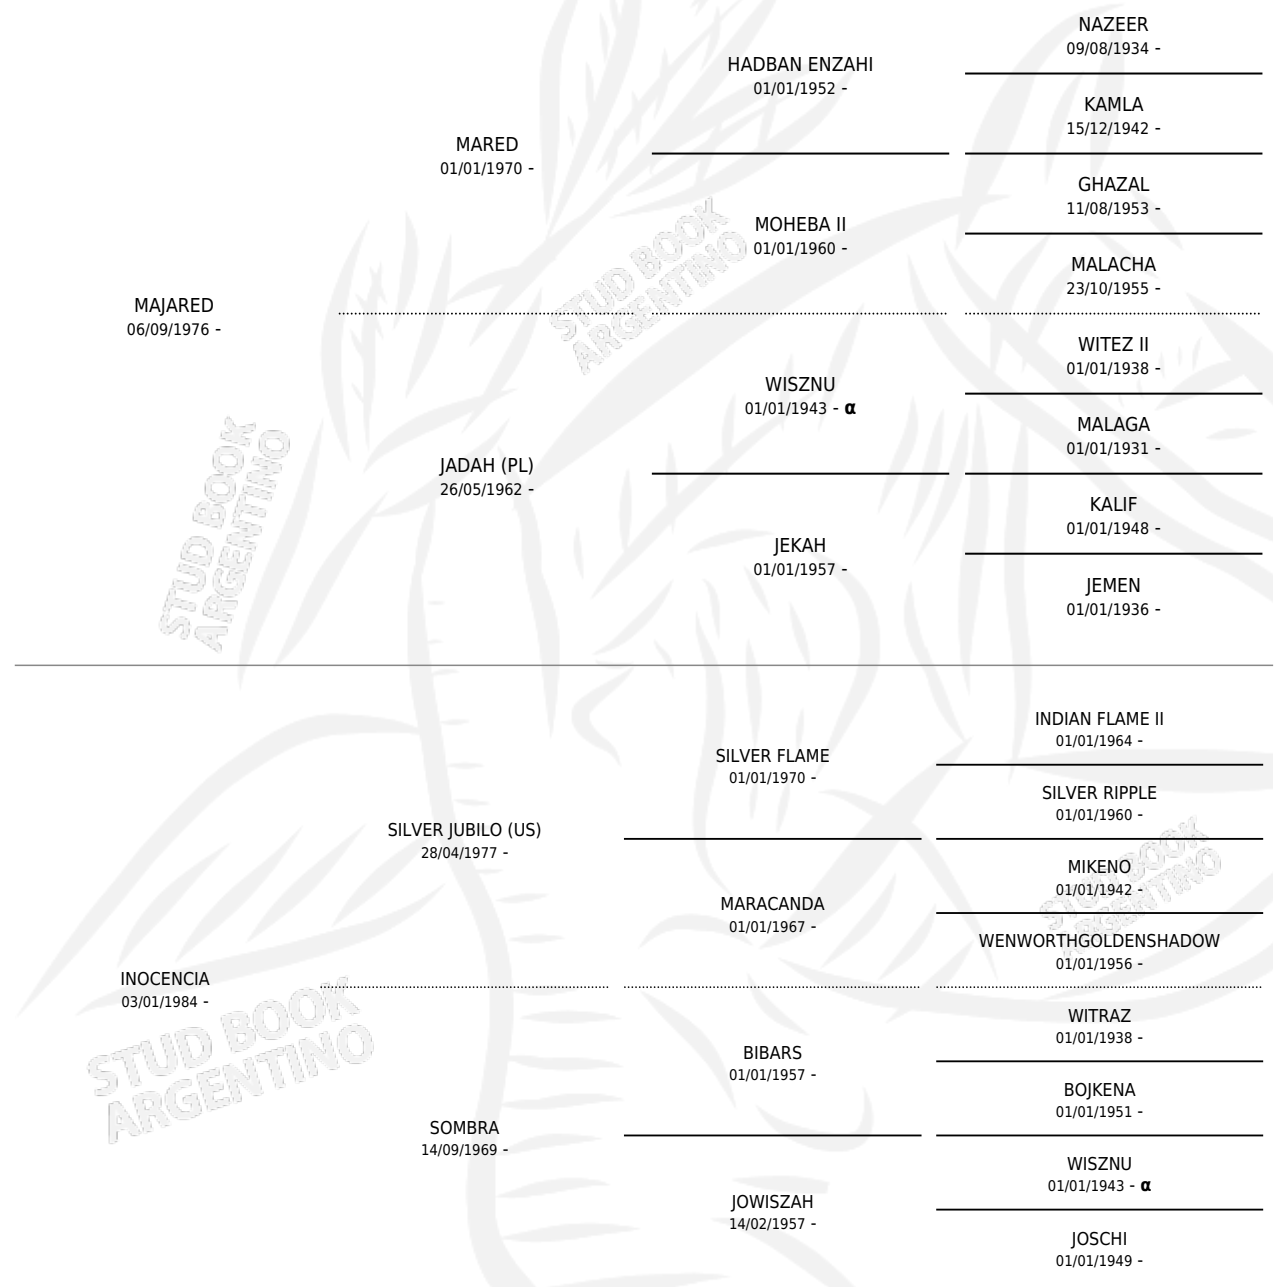 NAZEER
09/08/1934 -
HADBAN ENZAHI
01/01/1952 -
KAMLA
15/12/1942 -
MARED
01/01/1970 -
GHAZAL
11/08/1953 -
MOHEBA II
01/01/1960 -
MALACHA
23/10/1955 -
MAJARED
06/09/1976 -
WITEZ II
01/01/1938 -
WISZNU
01/01/1943 - α
MALAGA
01/01/1931 -
JADAH (PL)
26/05/1962 -
KALIF
01/01/1948 -
JEKAH
01/01/1957 -
JEMEN
01/01/1936 -
INDIAN FLAME II
01/01/1964 -
SILVER FLAME
01/01/1970 -
SILVER RIPPLE
01/01/1960 -
SILVER JUBILO (US)
28/04/1977 -
MIKENO
01/01/1942 -
MARACANDA
01/01/1967 -
WENWORTHGOLDENSHADOW
01/01/1956 -
INOCENCIA
03/01/1984 -
WITRAZ
01/01/1938 -
BIBARS
01/01/1957 -
BOJKENA
01/01/1951 -
SOMBRA
14/09/1969 -
WISZNU
01/01/1943 - α
JOWISZAH
14/02/1957 -
JOSCHI
01/01/1949 -
STUD BOOK
ARGENTINO
STUD BOOK
ARGENTINO
STUD BOOK
ARGENTINO
STUD BOOK
ARGENTINO